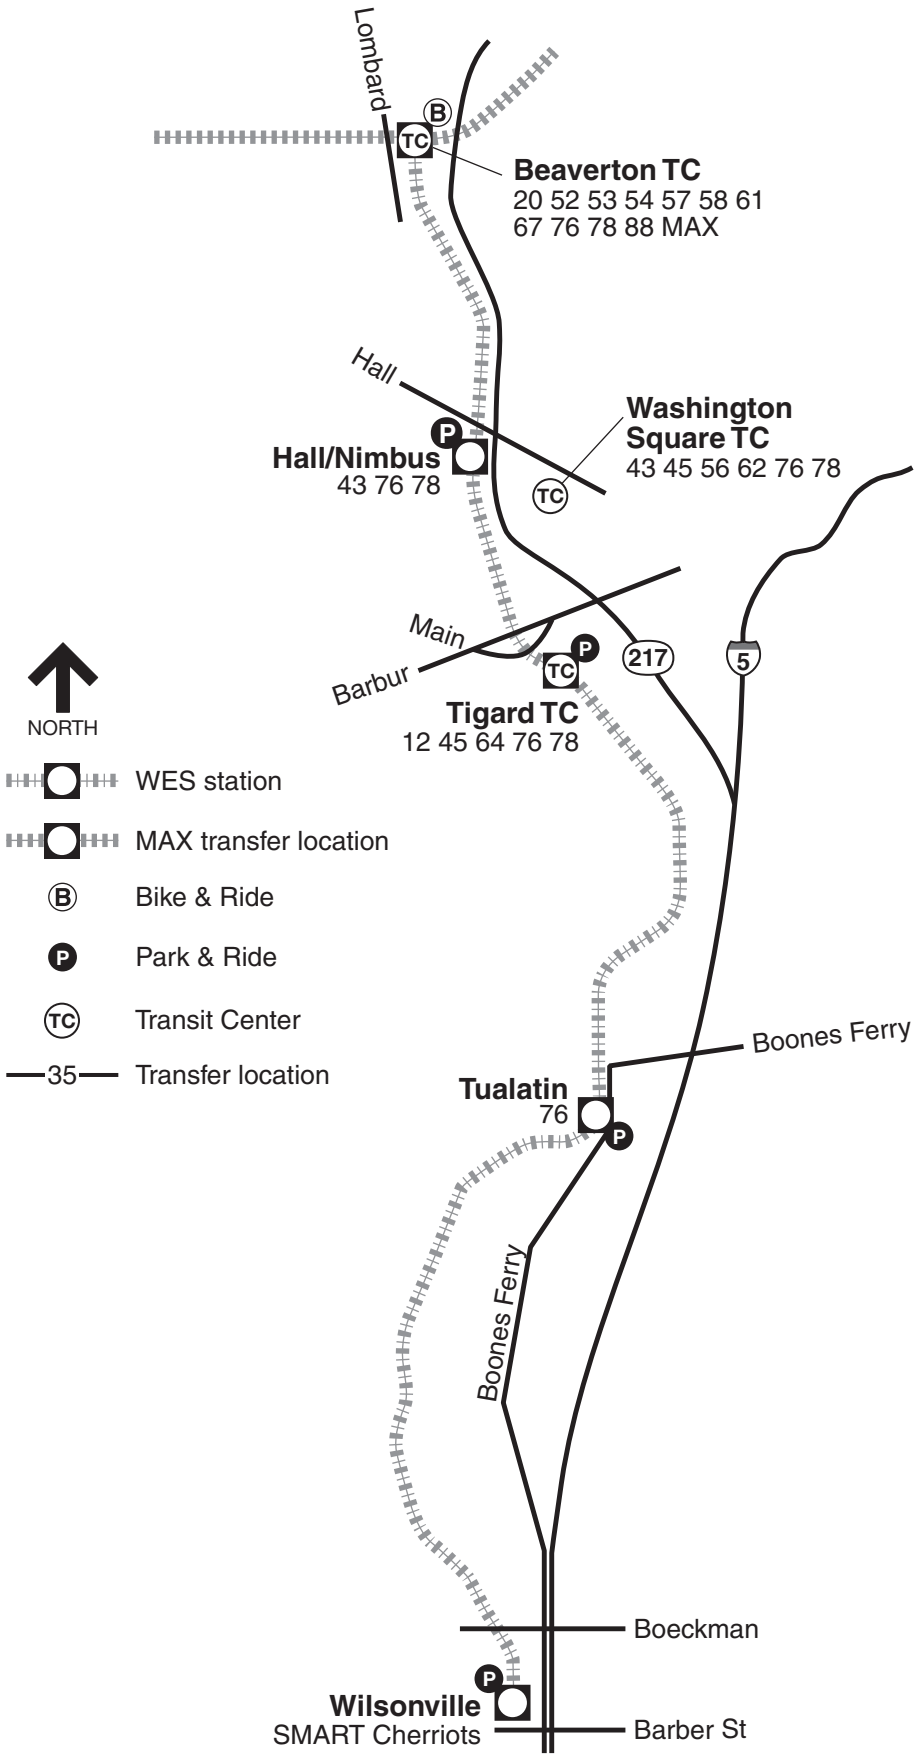 Lombard
B
TC
Beaverton TC
20 52 53 54 57 58 61
67 76 78 88 MAX
Hall
P
Hall/Nimbus
43 76 78
Washington
Square TC
43 45 56 62 76 78
TC
Main
Barbur
P
TC
217
5
Tigard TC
12 45 64 76 78
NORTH
WES station
MAX transfer location
B Bike & Ride
P Park & Ride
TC Transit Center
35 Transfer location
Boones Ferry
Tualatin
76
P
Boones Ferry
Boeckman
P
Wilsonville
SMART Cherriots
Barber St